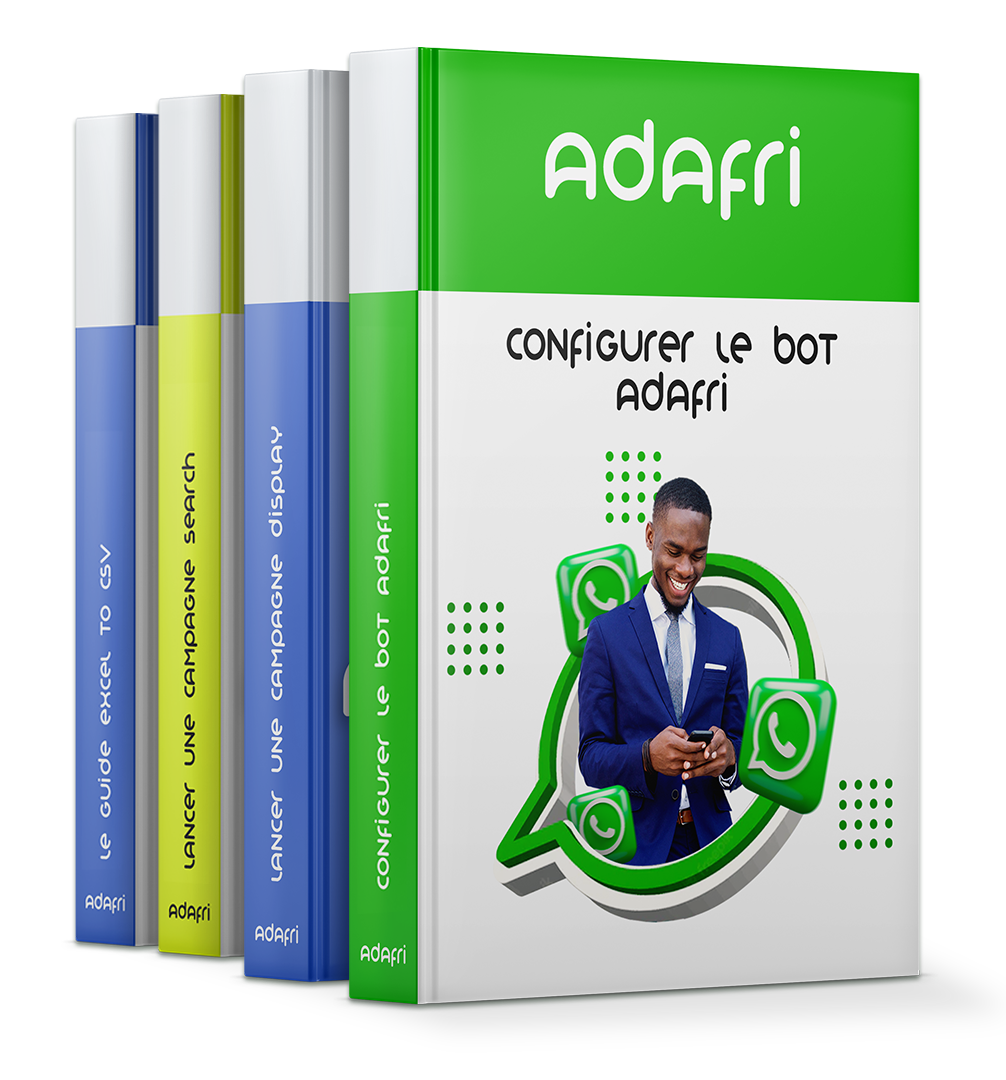 Adafri
Configurer le bot
Adafri
Le guide Excel to CSV
Adafri
Lancer une campagne Search
Adafri
Lancer une campagne Display
Adafri
Configurer le bot Adafri
Adafri